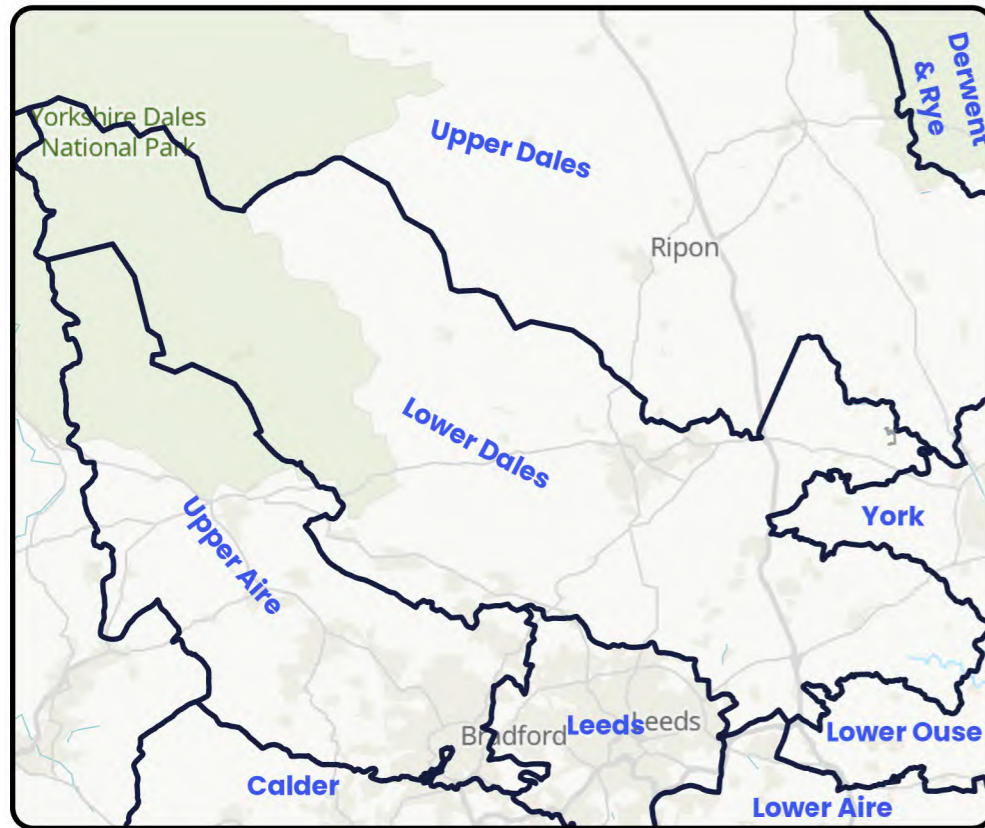 Derwent
& Rye
Yorkshire Dales
National Park
Upper Dales
Ripon
Lower Dales
Upper Aire
York
Bradford
Leeds
Leeds
Lower Ouse
Calder
Lower Aire